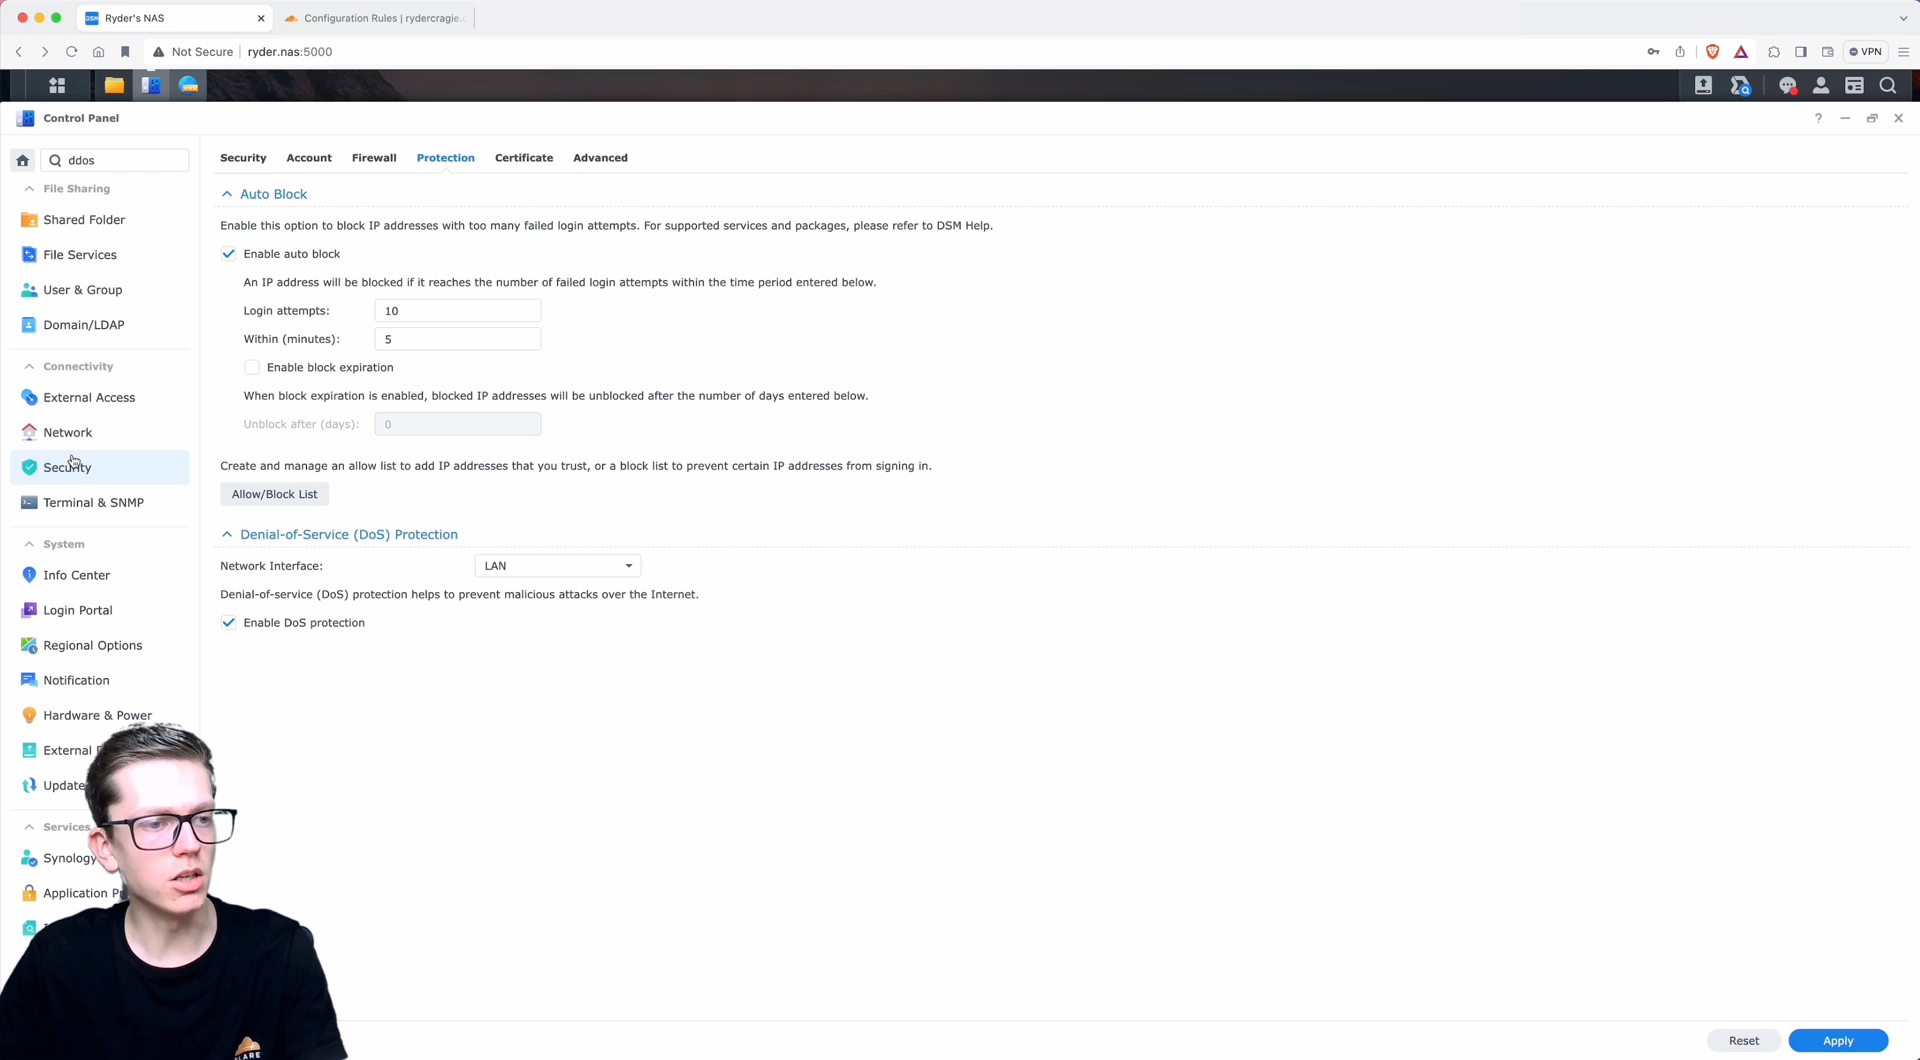 Ryder's NAS
Configuration Rules | rydercragie.
Not Secure
ryder.nas:5000
VPN
Control Panel
ddos
File Sharing
Shared Folder
File Services
User & Group
Domain/LDAP
Connectivity
External Access
Network
Security
Terminal & SNMP
System
Info Center
Login Portal
Regional Options
Notification
Hardware & Power
External
Update
Services
Synology
Application
Security Account Firewall Protection Certificate Advanced
Auto Block
Enable this option to block IP addresses with too many failed login attempts. For supported services and packages, please refer to DSM Help.
Enable auto block
An IP address will be blocked if it reaches the number of failed login attempts within the time period entered below.
Login attempts: 10
Within (minutes): 5
Enable block expiration
When block expiration is enabled, blocked IP addresses will be unblocked after the number of days entered below.
Unblock after (days): 0
Create and manage an allow list to add IP addresses that you trust, or a block list to prevent certain IP addresses from signing in.
Allow/Block List
Denial-of-Service (DoS) Protection
Network Interface: LAN
Denial-of-service (DoS) protection helps to prevent malicious attacks over the Internet.
Enable DoS protection
Reset Apply